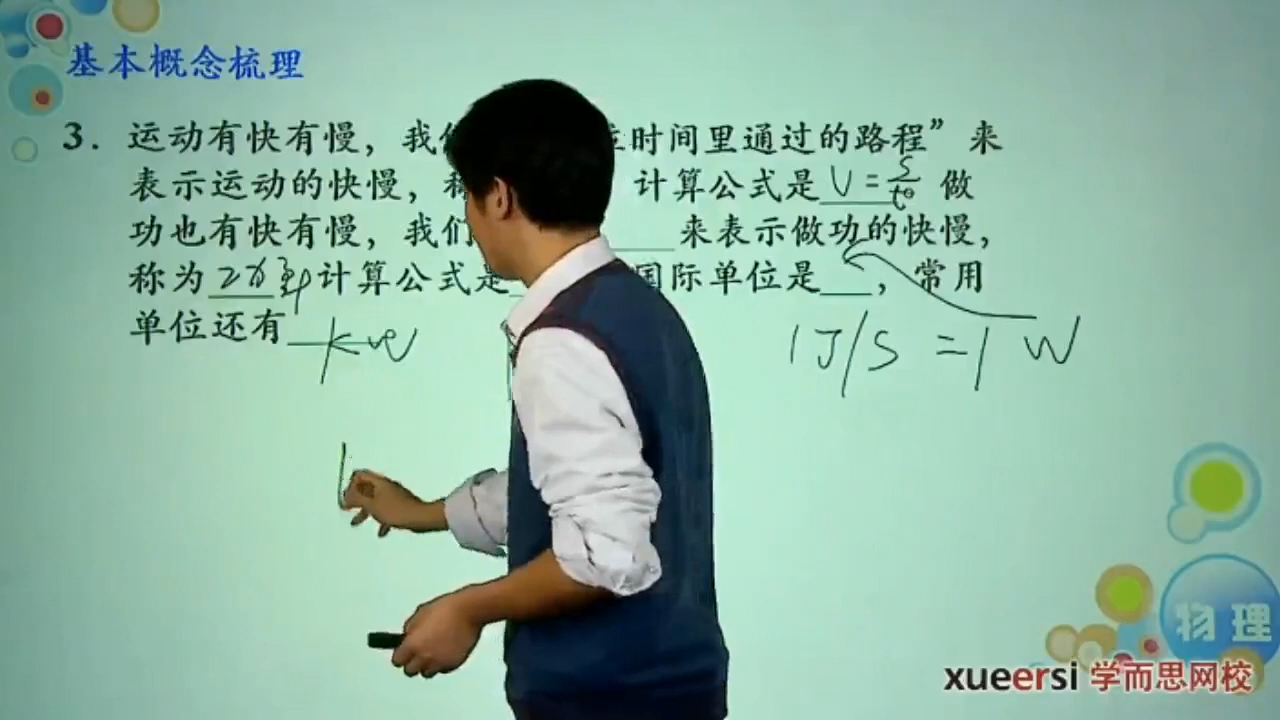 基本概念梳理
3. 运动有快有慢，我 时间里通过的路程”来
表示运动的快慢， 计算公式是 V = s/t。做
功也有快有慢，我们 来表示做功的快慢，
称为 功率 计算公式是 国际单位是 ，常用
单位还有 kw
1 J/S = 1 W
物理
xueersi 学而思网校